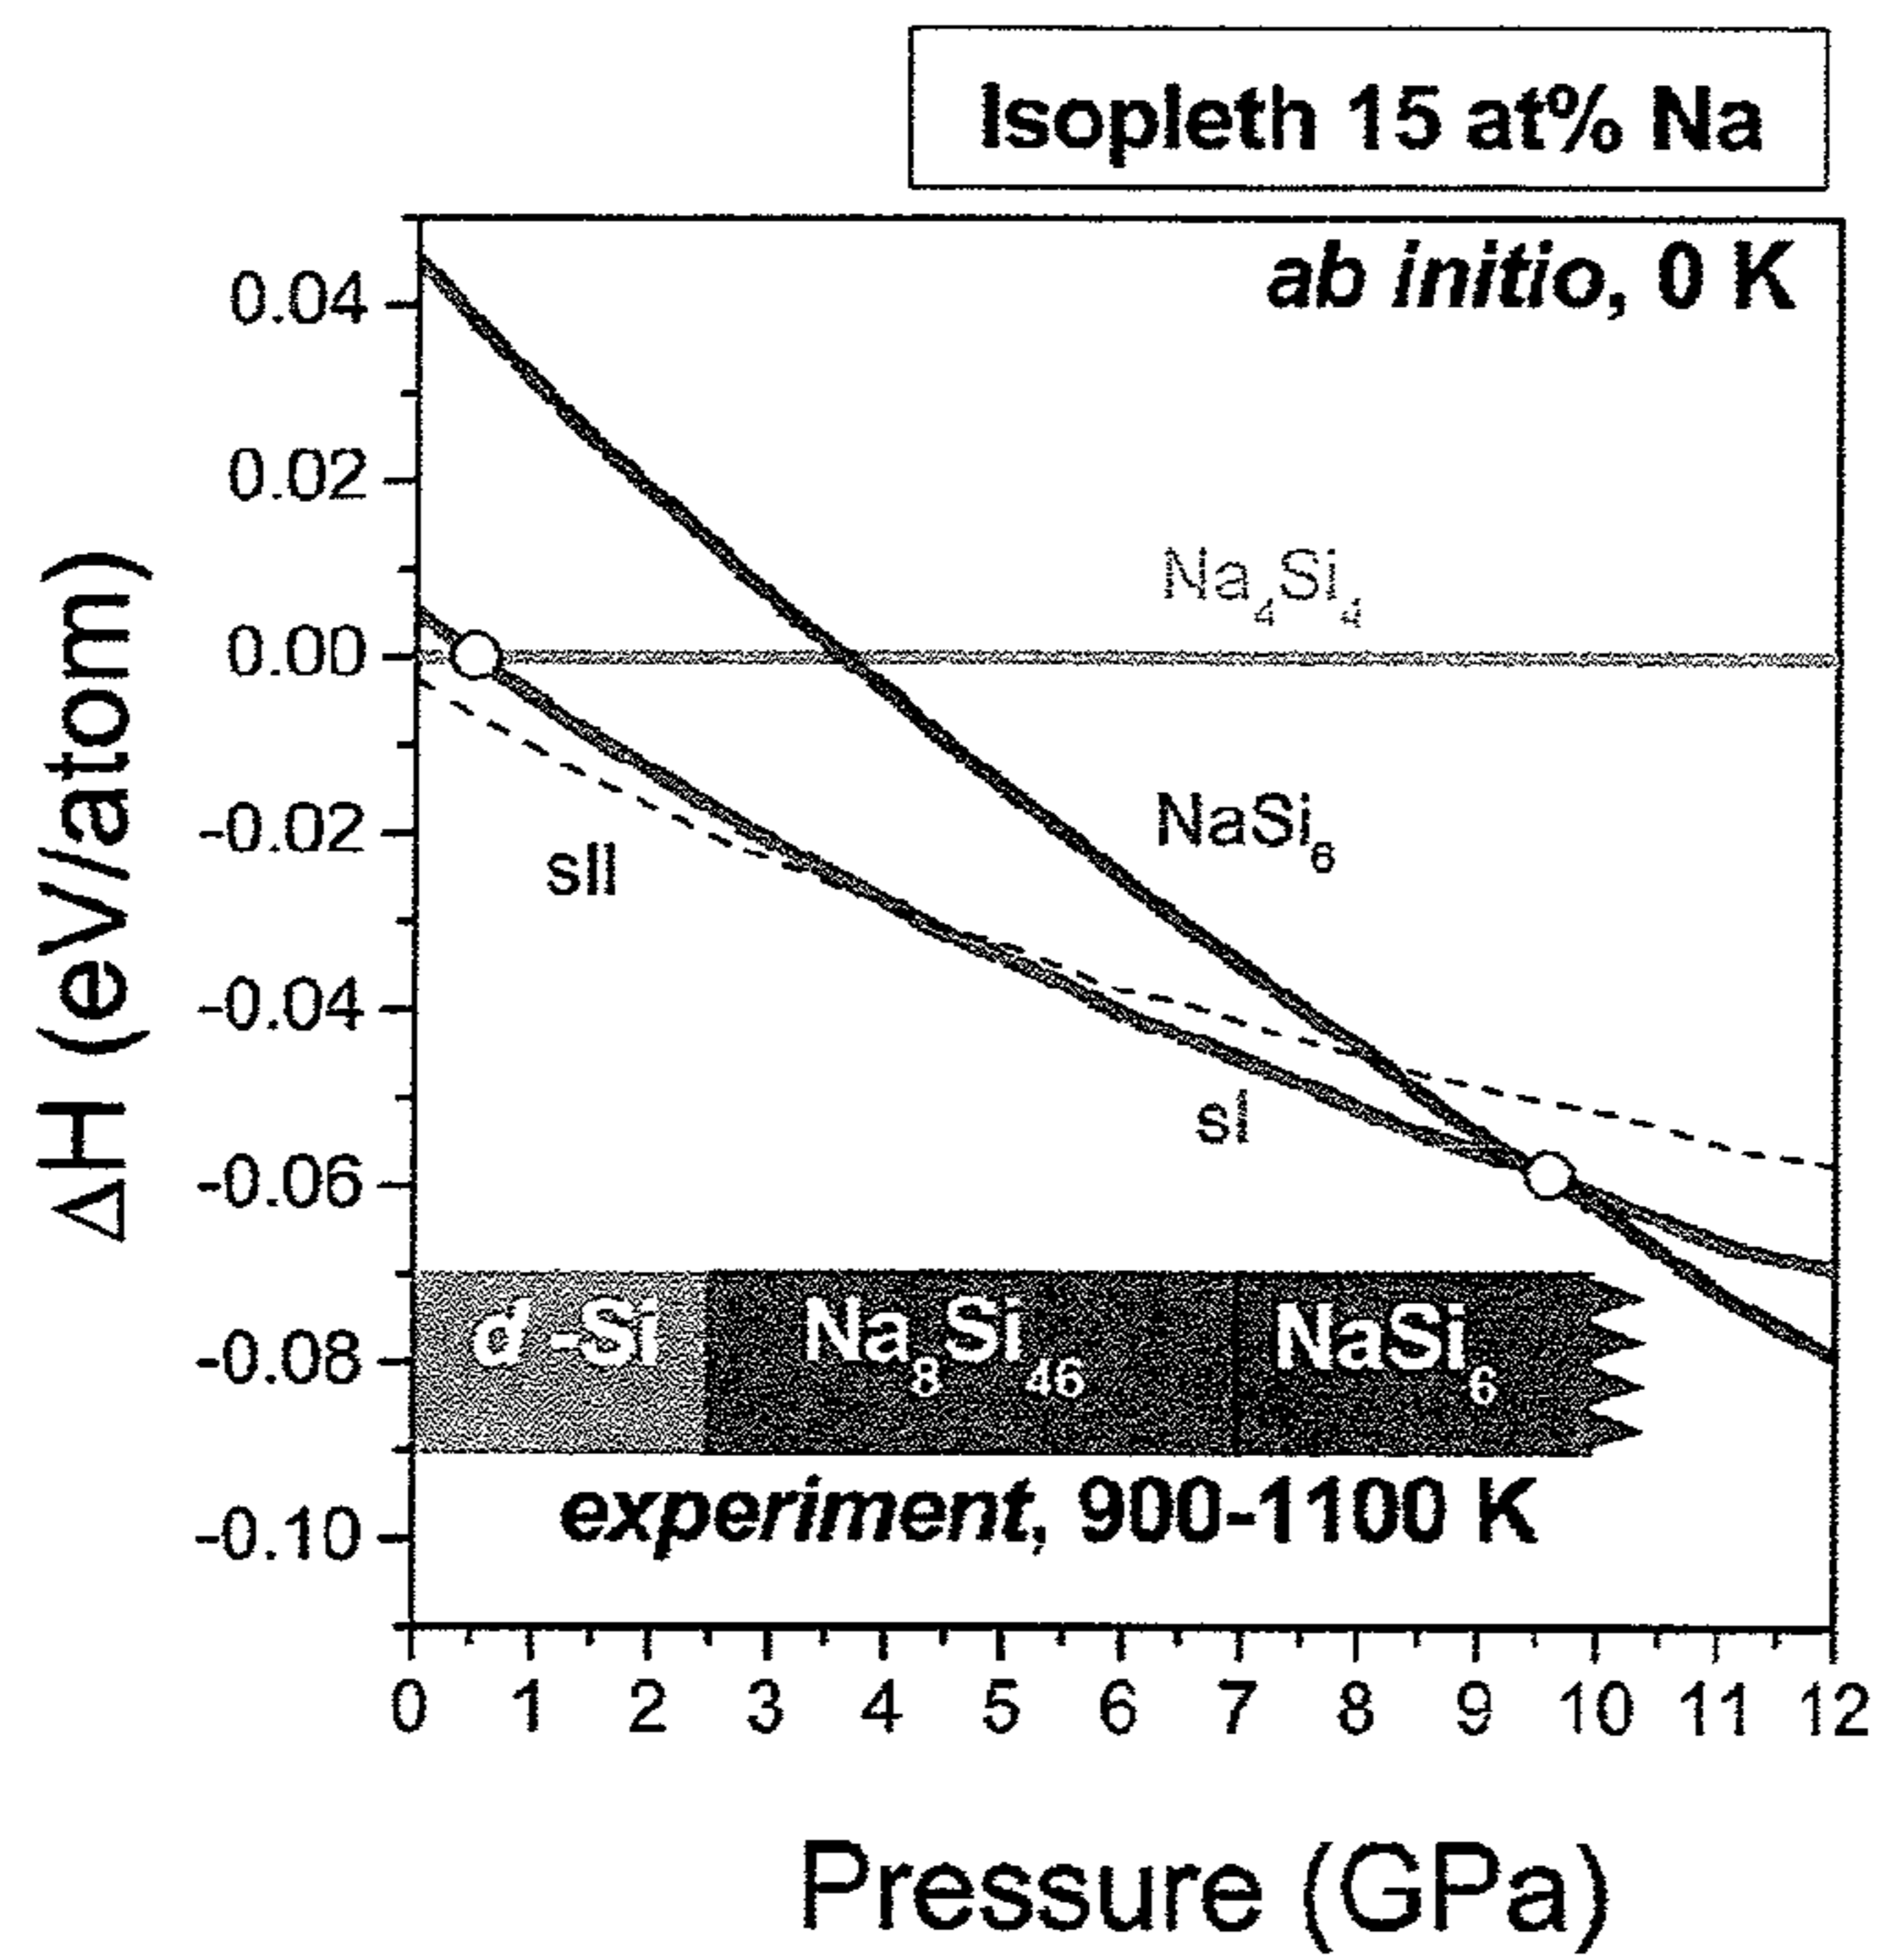 Isopleth 15 at% Na
ab initio, 0 K
0.04
0.02
0.00
-0.02
-0.04
-0.06
-0.08
-0.10
ΔH (eV/atom)
Na4Si4
NaSi6
sII
sI
d-Si
Na8Si46
NaSi6
experiment, 900-1100 K
0 1 2 3 4 5 6 7 8 9 10 11 12
Pressure (GPa)